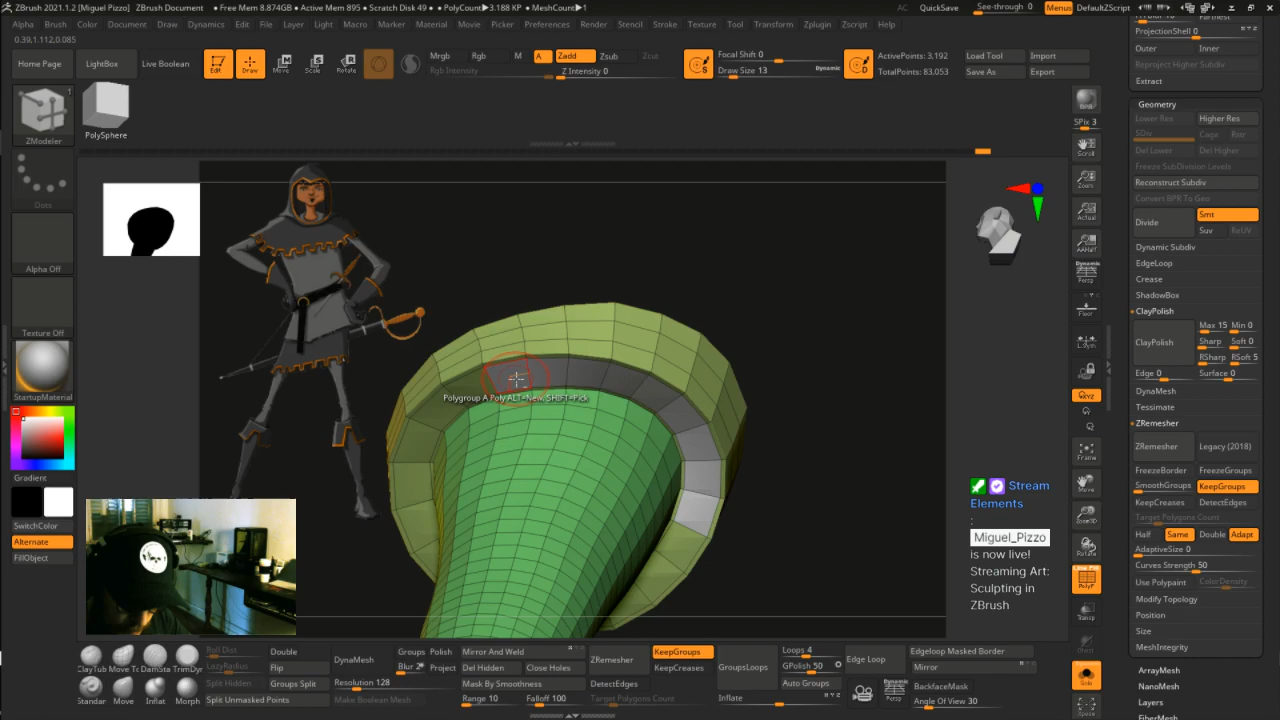 ZBrush 2021.1.2 [Miguel Pizzo] ZBrush Document • Free Mem 8.874GB • Active Mem 895 • Scratch Disk 49 • PolyCount▶3.188 KP • MeshCount▶1
AC QuickSave See-through 0 Menus DefaultZScript
Alpha Brush Color Document Draw Dynamics Edit File Layer Light Macro Marker Material Movie Picker Preferences Render Stencil Stroke Texture Tool Transform Zplugin Zscript Help
0.39,1.112,0.085
Home Page LightBox Live Boolean Edit Draw Move Scale Rotate
Mrgb Rgb M A Zadd Zsub Zcut
Rgb Intensity Z Intensity 0
Focal Shift 0
Draw Size 13 Dynamic
ActivePoints: 3,192
TotalPoints: 83,053
Load Tool Import
Save As Export
1
ZModeler
PolySphere
Dots
Alpha Off
Texture Off
StartupMaterial
Gradient
SwitchColor
Alternate
FillObject
Polygroup A Poly ALT=New, SHIFT=Pick
Stream Elements
:
Miguel_Pizzo
is now live!
Streaming Art:
Sculpting in
ZBrush
BPR
SPix 3
Scroll
Zoom
Actual
AAHalf
Dynamic
Persp
Floor
L.Sym
XYZ
Frame
Move
Zoom3D
Rotate
Line Fill
PolyF
Transp
Ghost
Dynamic
Solo
Xpose
Farthest
ProjectionShell 0
Outer Inner
Reproject Higher Subdiv
Extract
Geometry
Lower Res Higher Res
SDiv Cage Rstr
Del Lower Del Higher
Freeze SubDivision Levels
Reconstruct Subdiv
Convert BPR To Geo
Divide Smt
Suv ReUV
Dynamic Subdiv
EdgeLoop
Crease
ShadowBox
ClayPolish
ClayPolish Max 15 Min 0
Sharp Soft 0
RSharp RSoft 5
Edge 0 Surface 0
DynaMesh
Tessimate
ZRemesher
ZRemesher Legacy (2018)
FreezeBorder FreezeGroups
SmoothGroups KeepGroups
KeepCreases DetectEdges
Target Polygons Count
Half Same Double Adapt
AdaptiveSize 0
Curves Strength 50
Use Polypaint ColorDensity
Modify Topology
Position
Size
MeshIntegrity
ArrayMesh
NanoMesh
Layers
FiberMesh
ClayTub Move To DamSta TrimDyr
Standar Move Inflat Morph
Roll Dist
LazyRadius
Split Hidden
Split Unmasked Points
Double
Flip
Groups Split
DynaMesh
Resolution 128
Groups Polish
Blur 2 Project
Make Boolean Mesh
Mirror And Weld
Del Hidden Close Holes
Mask By Smoothness
Range 10 Falloff 100
ZRemesher
DetectEdges
Target Polygons Count
KeepGroups
KeepCreases
GroupsLoops
Inflate
Loops 4
GPolish 50
Auto Groups
Edge Loop
Persp
Edgeloop Masked Border
Mirror
BackfaceMask
Angle Of View 30